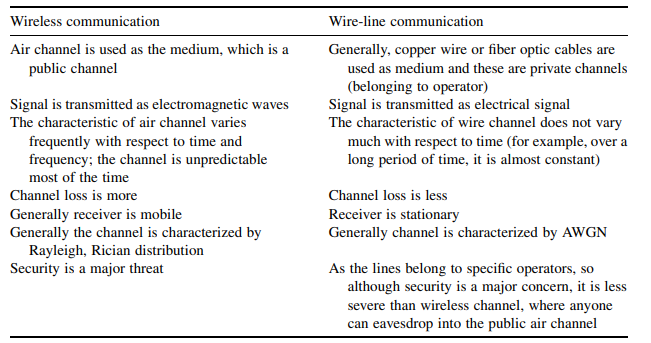 Wireless communication
Wire-line communication
Air channel is used as the medium, which is a
public channel
Generally, copper wire or fiber optic cables are
used as medium and these are private channels
(belonging to operator)
Signal is transmitted as electromagnetic waves
Signal is transmitted as electrical signal
The characteristic of air channel varies
frequently with respect to time and
frequency; the channel is unpredictable
most of the time
The characteristic of wire channel does not vary
much with respect to time (for example, over a
long period of time, it is almost constant)
Channel loss is more
Channel loss is less
Generally receiver is mobile
Receiver is stationary
Generally the channel is characterized by
Rayleigh, Rician distribution
Generally channel is characterized by AWGN
Security is a major threat
As the lines belong to specific operators, so
although security is a major concern, it is less
severe than wireless channel, where anyone
can eavesdrop into the public air channel